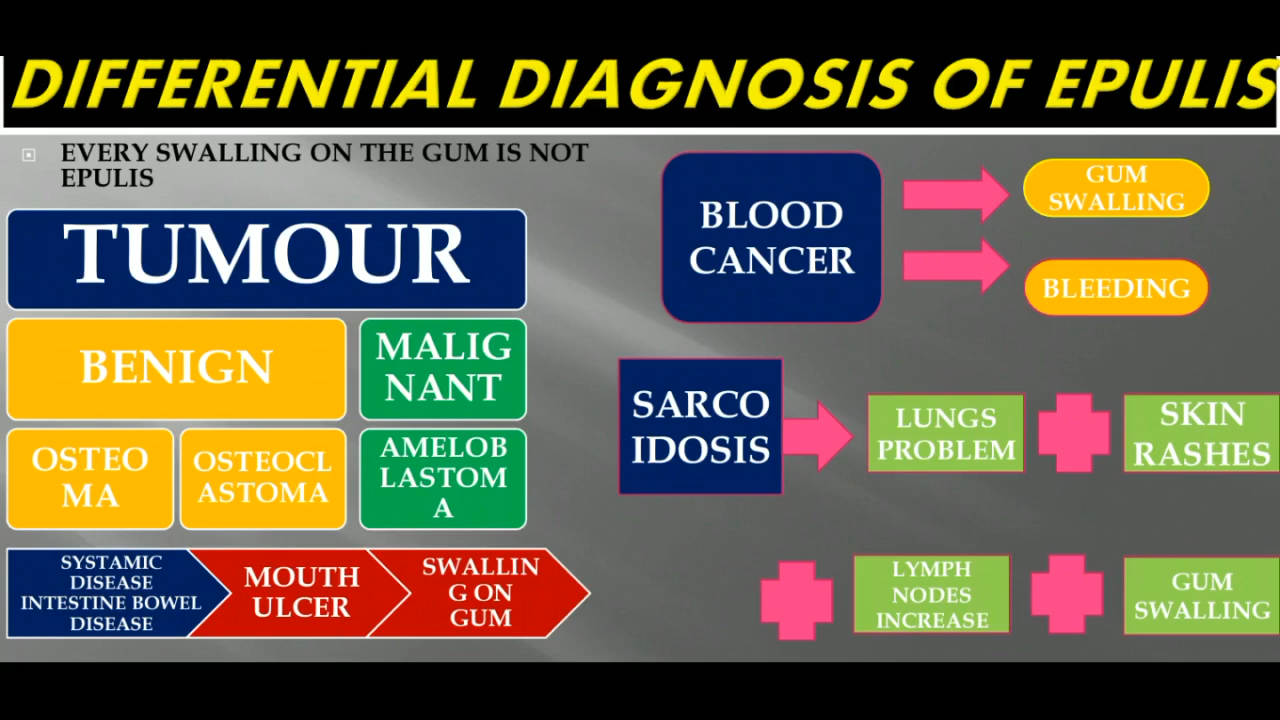 DIFFERENTIAL DIAGNOSIS OF EPULIS
EVERY SWALLING ON THE GUM IS NOT
EPULIS
TUMOUR
BENIGN
MALIG
NANT
OSTEO
MA
OSTEOCL
ASTOMA
AMELOB
LASTOM
A
SYSTAMIC
DISEASE
INTESTINE BOWEL
DISEASE
MOUTH
ULCER
SWALLIN
G ON
GUM
BLOOD
CANCER
GUM
SWALLING
BLEEDING
SARCO
IDOSIS
LUNGS
PROBLEM
SKIN
RASHES
LYMPH
NODES
INCREASE
GUM
SWALLING